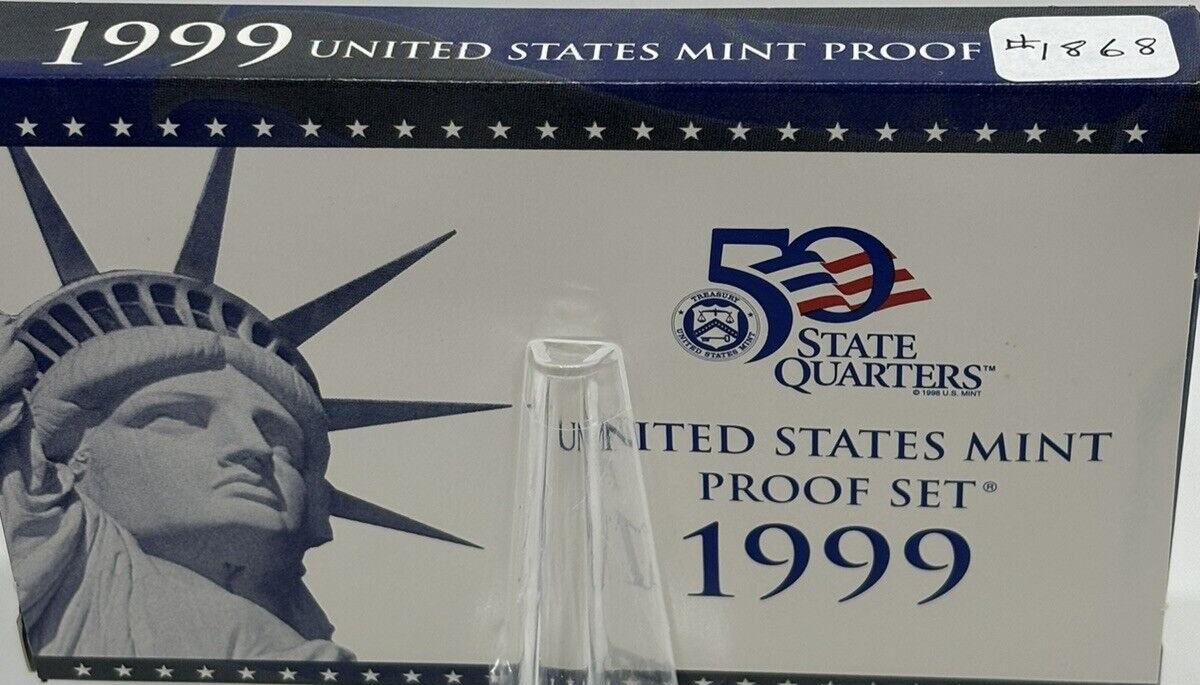 1999 UNITED STATES MINT PROOF
#1868
TREASURY
UNITED STATES MINT
50
STATE
QUARTERS™
© 1998 U.S. MINT
UNITED STATES MINT
PROOF SET®
1999